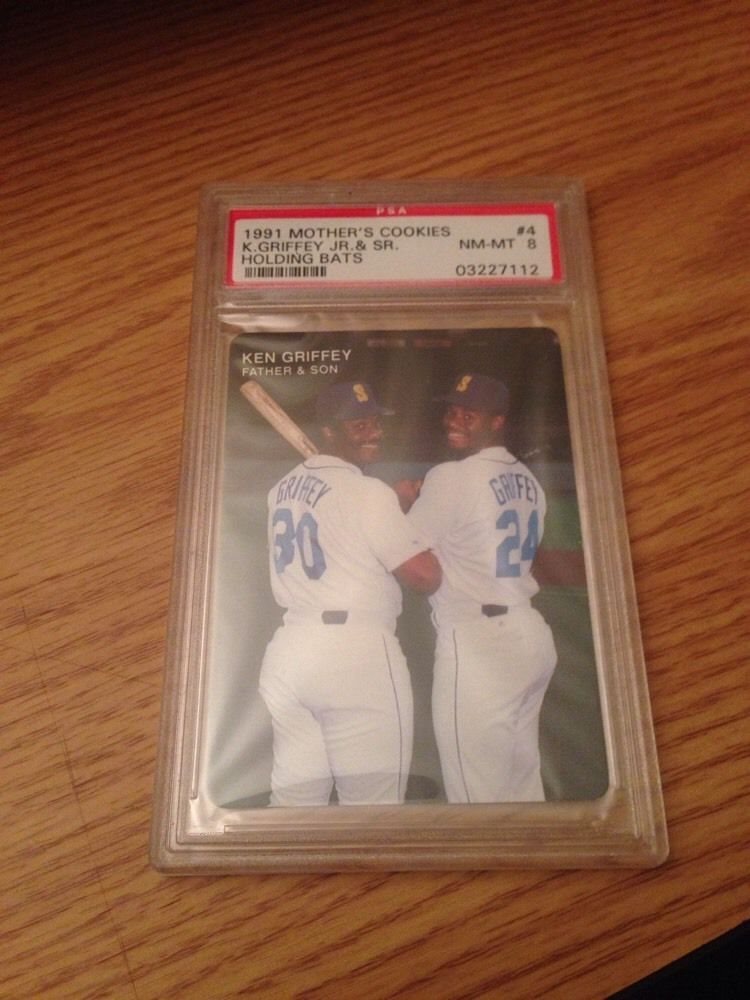 PSA
1991 MOTHER'S COOKIES #4
K.GRIFFEY JR.& SR. NM-MT 8
HOLDING BATS
03227112
KEN GRIFFEY
FATHER & SON
S S
GRIFFEY GRIFFEY
30 24